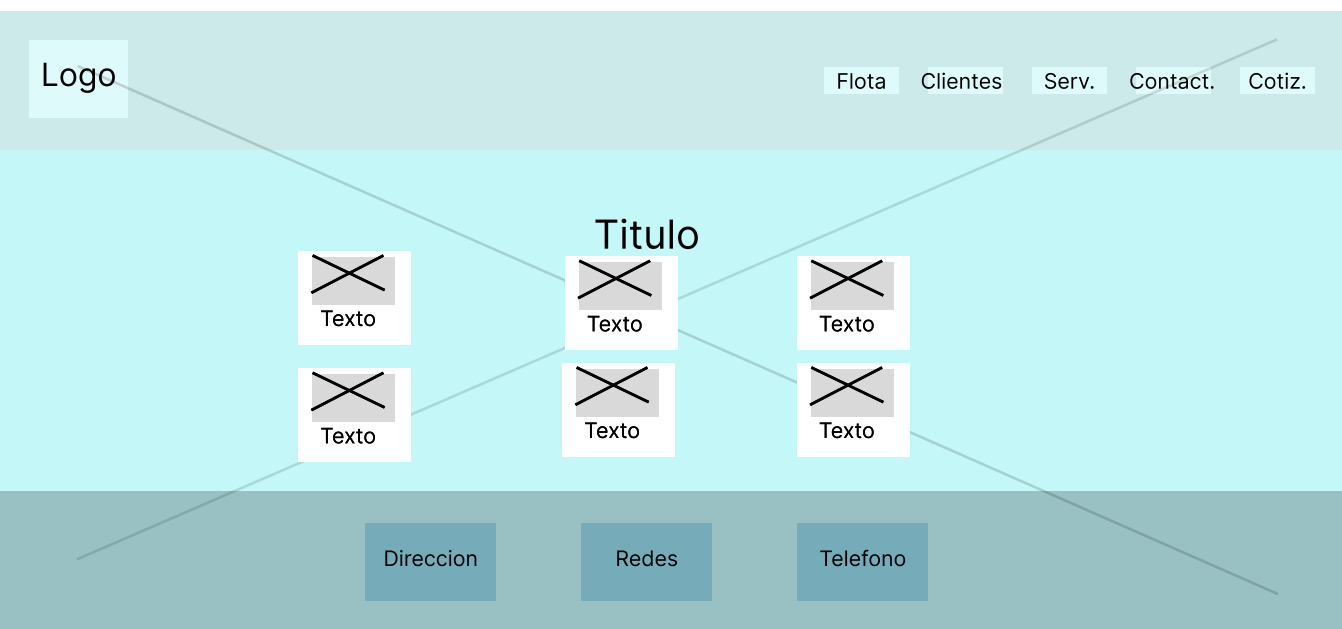 Logo
Flota
Clientes
Serv.
Contact.
Cotiz.
Titulo
Texto
Texto
Texto
Texto
Texto
Texto
Direccion
Redes
Telefono